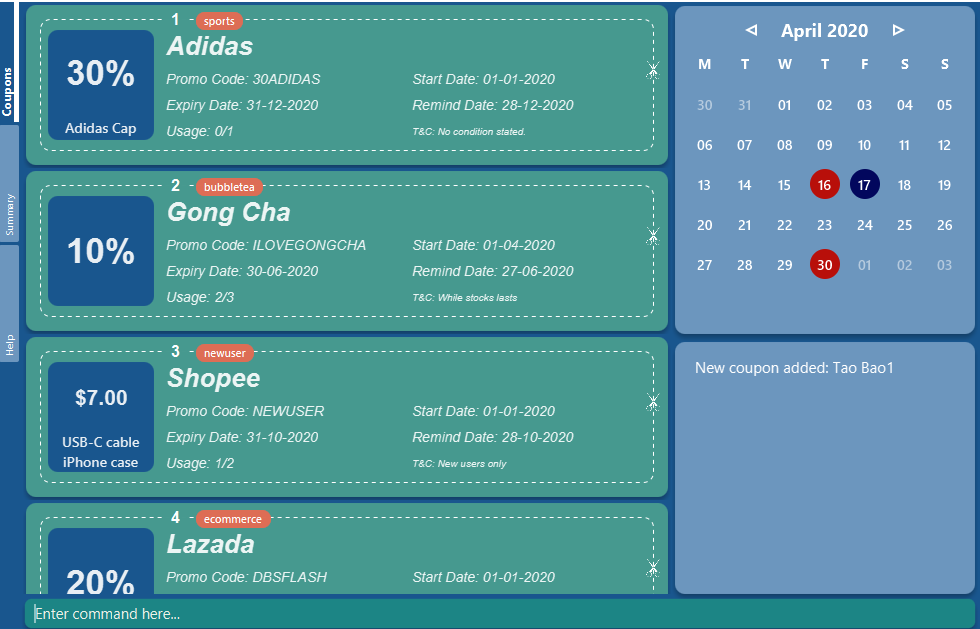 Coupons
Summary
Help
1 sports
Adidas
30%
Adidas Cap
Promo Code: 30ADIDAS Start Date: 01-01-2020
Expiry Date: 31-12-2020 Remind Date: 28-12-2020
Usage: 0/1 T&C: No condition stated.
2 bubbletea
Gong Cha
10%
Promo Code: ILOVEGONGCHA Start Date: 01-04-2020
Expiry Date: 30-06-2020 Remind Date: 27-06-2020
Usage: 2/3 T&C: While stocks lasts
3 newuser
Shopee
$7.00
USB-C cable
iPhone case
Promo Code: NEWUSER Start Date: 01-01-2020
Expiry Date: 31-10-2020 Remind Date: 28-10-2020
Usage: 1/2 T&C: New users only
4 ecommerce
Lazada
20%
Promo Code: DBSFLASH Start Date: 01-01-2020
April 2020
M T W T F S S
30 31 01 02 03 04 05
06 07 08 09 10 11 12
13 14 15 16 17 18 19
20 21 22 23 24 25 26
27 28 29 30 01 02 03
New coupon added: Tao Bao1
Enter command here...